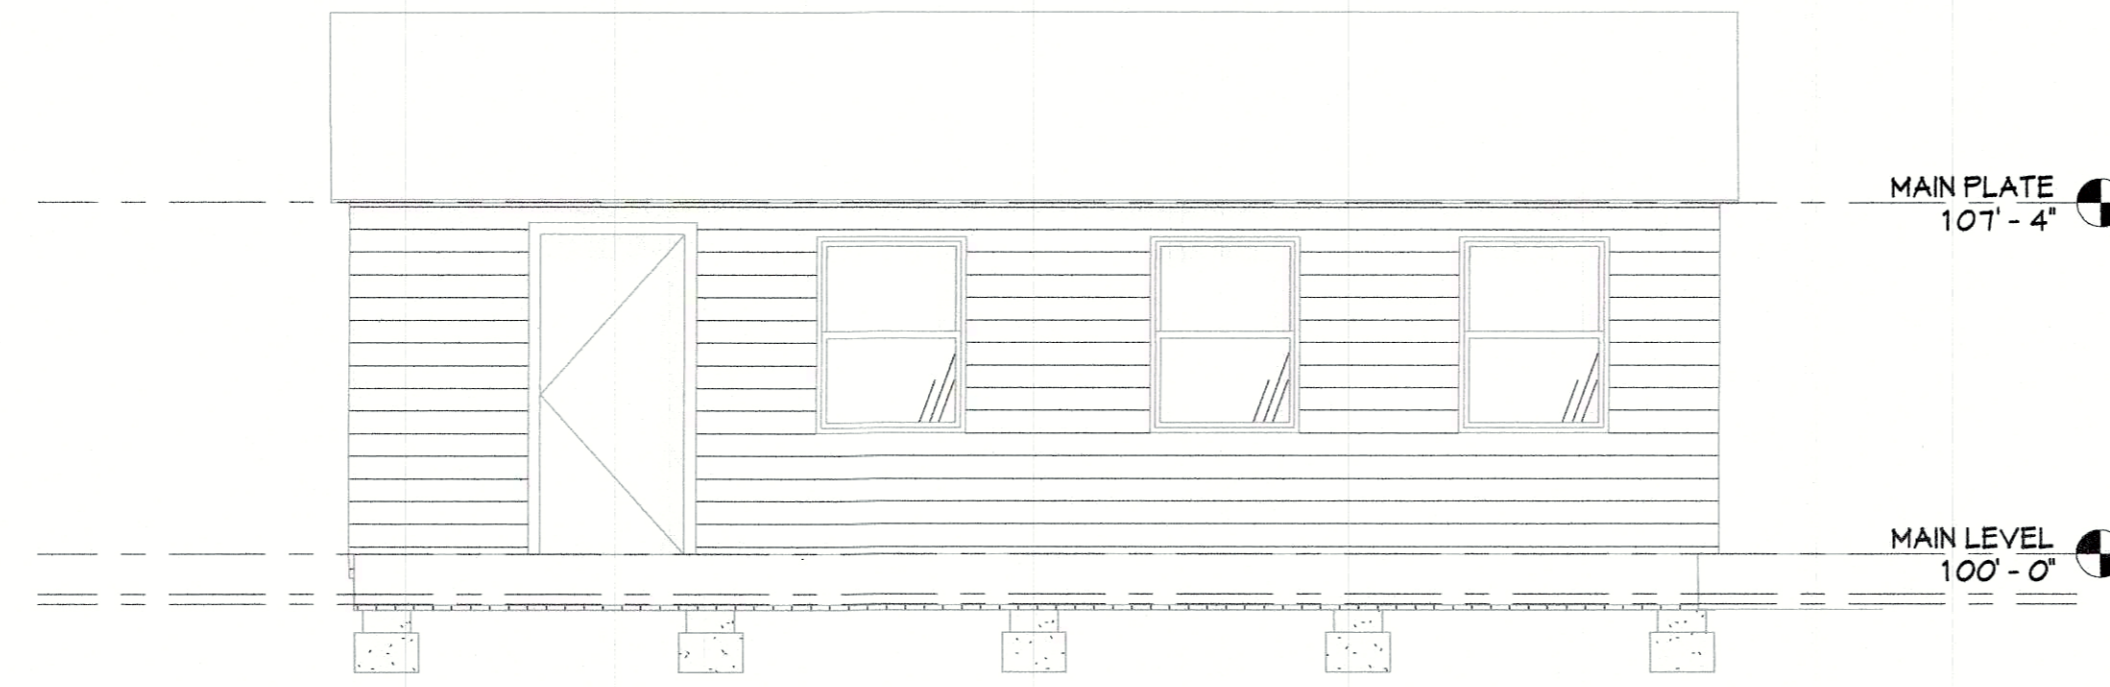 MAIN PLATE
107' - 4"
MAIN LEVEL
100' - 0"